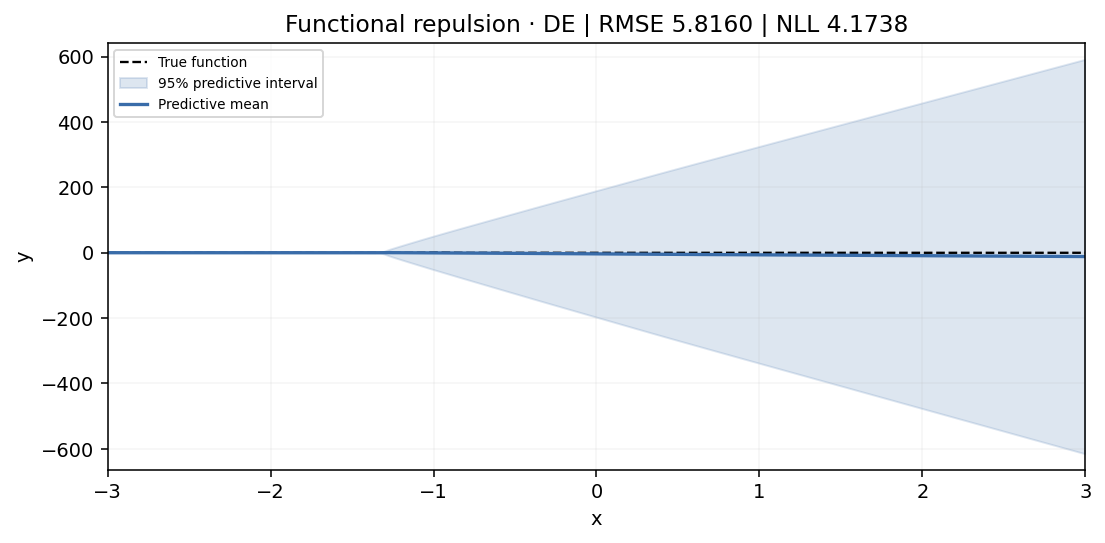 Functional repulsion · DE | RMSE 5.8160 | NLL 4.1738
True function
95% predictive interval
Predictive mean
600
400
200
0
−200
−400
−600
y
−3
−2
−1
0
1
2
3
x